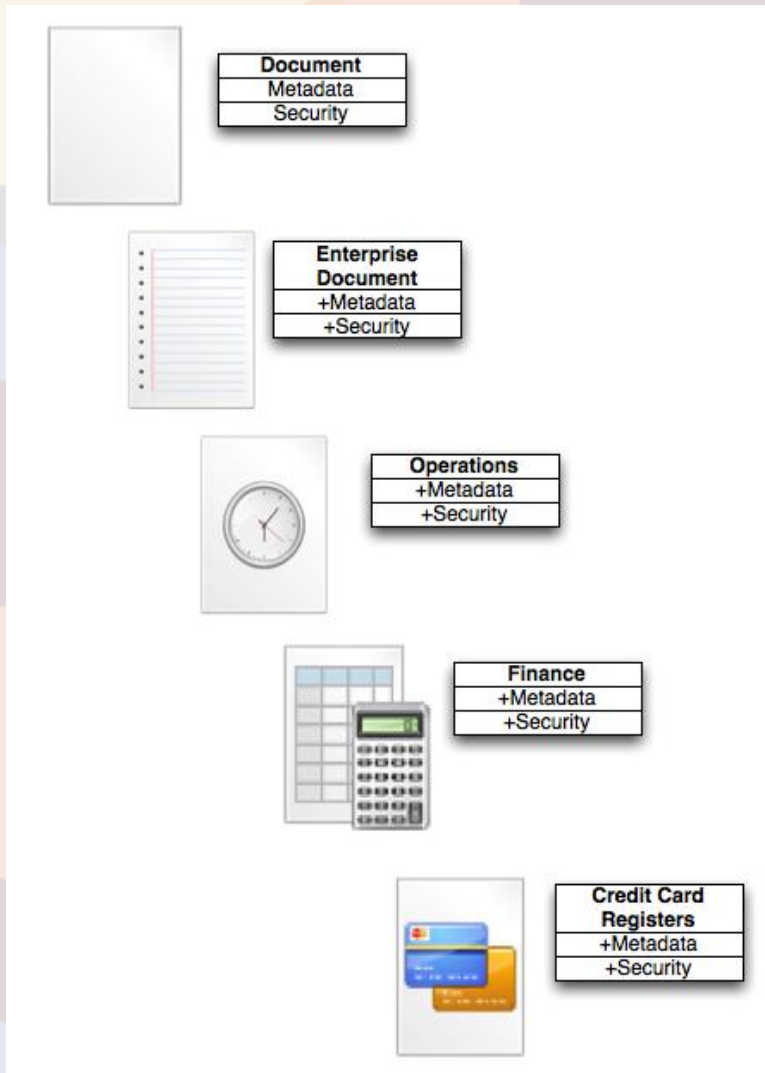 Document
Metadata
Security
Enterprise
Document
+Metadata
+Security
Operations
+Metadata
+Security
Finance
+Metadata
+Security
Credit Card
Registers
+Metadata
+Security